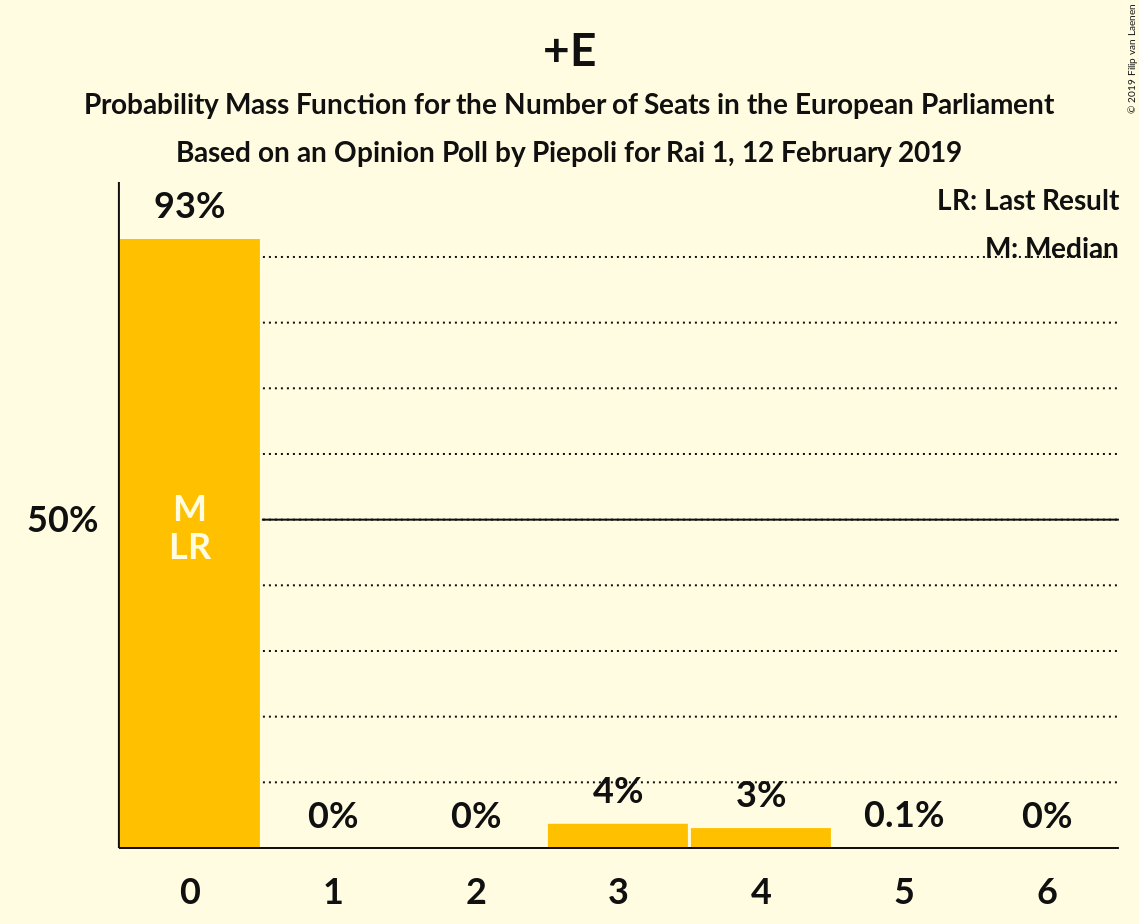 +E
Probability Mass Function for the Number of Seats in the European Parliament
Based on an Opinion Poll by Piepoli for Rai 1, 12 February 2019
© 2019 Filip van Laenen
LR: Last Result
M: Median
93%
50%
M
LR
0%
0%
4%
3%
0.1%
0%
0
1
2
3
4
5
6